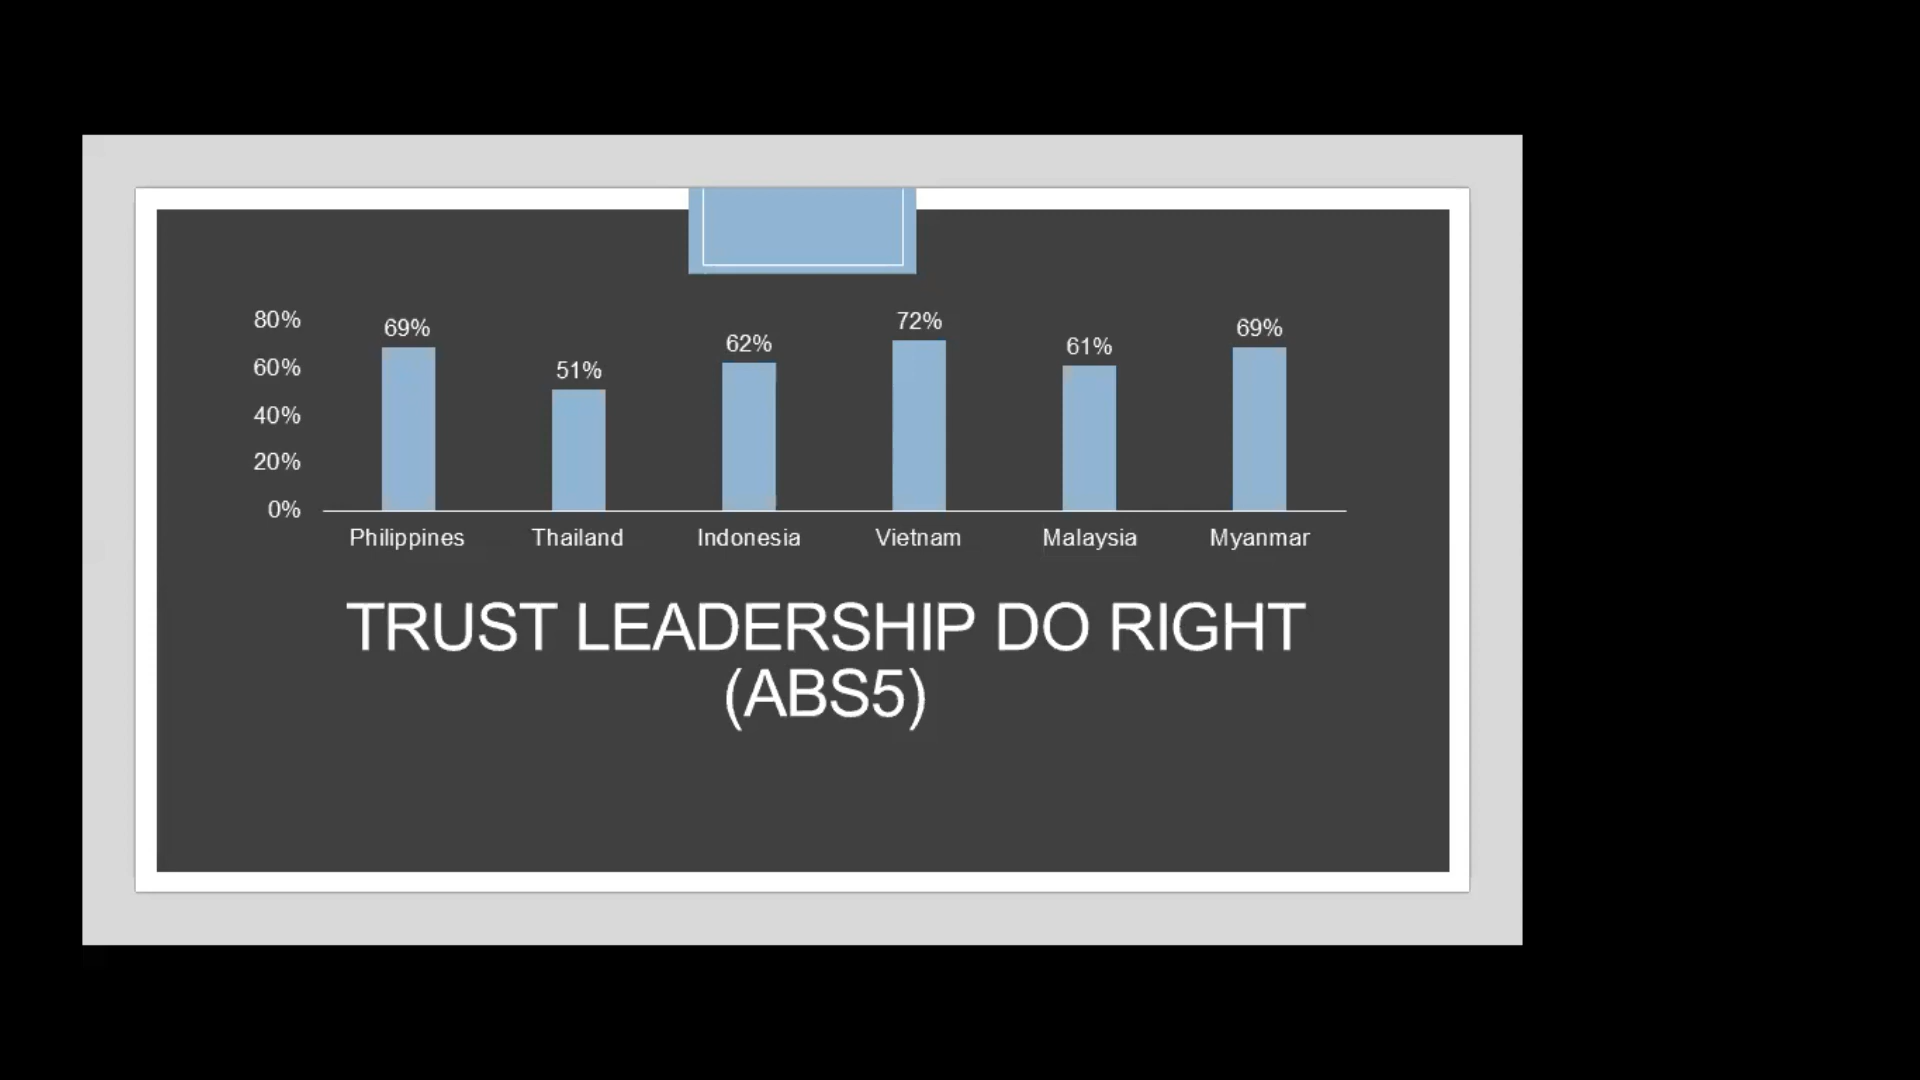 80%
60%
40%
20%
0%
69%
51%
62%
72%
61%
69%
Philippines
Thailand
Indonesia
Vietnam
Malaysia
Myanmar
TRUST LEADERSHIP DO RIGHT
(ABS5)